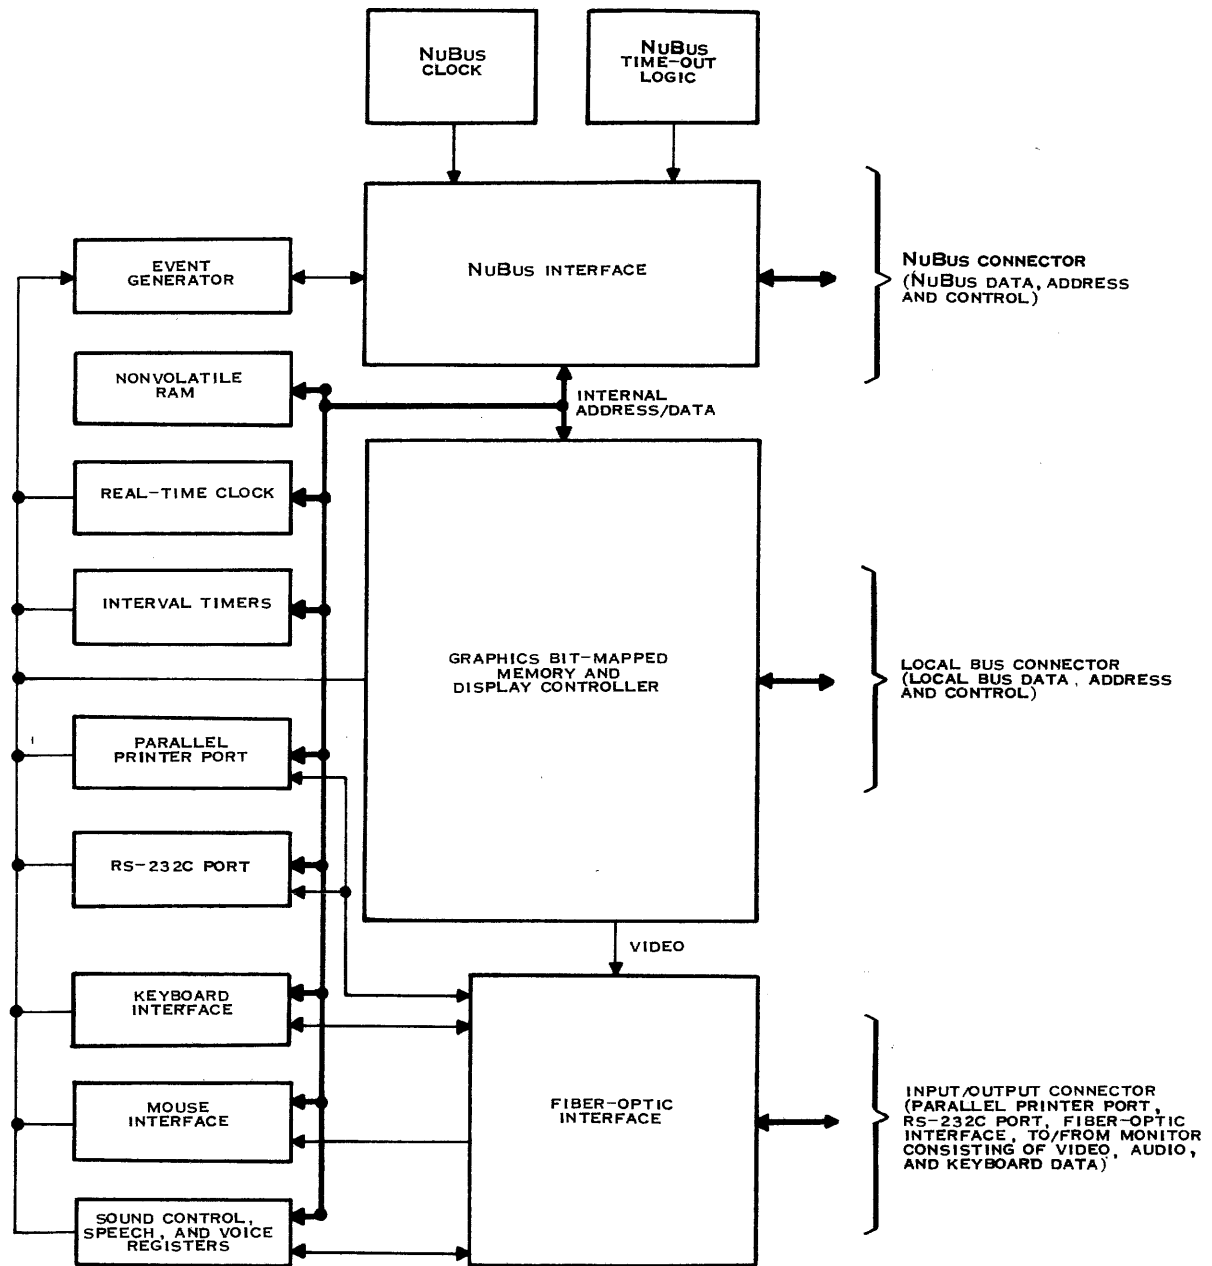 NuBus
CLOCK
NuBus
TIME-OUT
LOGIC
EVENT
GENERATOR
NuBus INTERFACE
NuBus CONNECTOR
(NuBus DATA, ADDRESS
AND CONTROL)
NONVOLATILE
RAM
INTERNAL
ADDRESS/DATA
REAL-TIME CLOCK
INTERVAL TIMERS
GRAPHICS BIT-MAPPED
MEMORY AND
DISPLAY CONTROLLER
LOCAL BUS CONNECTOR
(LOCAL BUS DATA, ADDRESS
AND CONTROL)
PARALLEL
PRINTER PORT
RS-232C PORT
VIDEO
KEYBOARD
INTERFACE
MOUSE
INTERFACE
FIBER-OPTIC
INTERFACE
INPUT/OUTPUT CONNECTOR
(PARALLEL PRINTER PORT,
RS-232C PORT, FIBER-OPTIC
INTERFACE, TO/FROM MONITOR
CONSISTING OF VIDEO, AUDIO,
AND KEYBOARD DATA)
SOUND CONTROL,
SPEECH, AND VOICE
REGISTERS